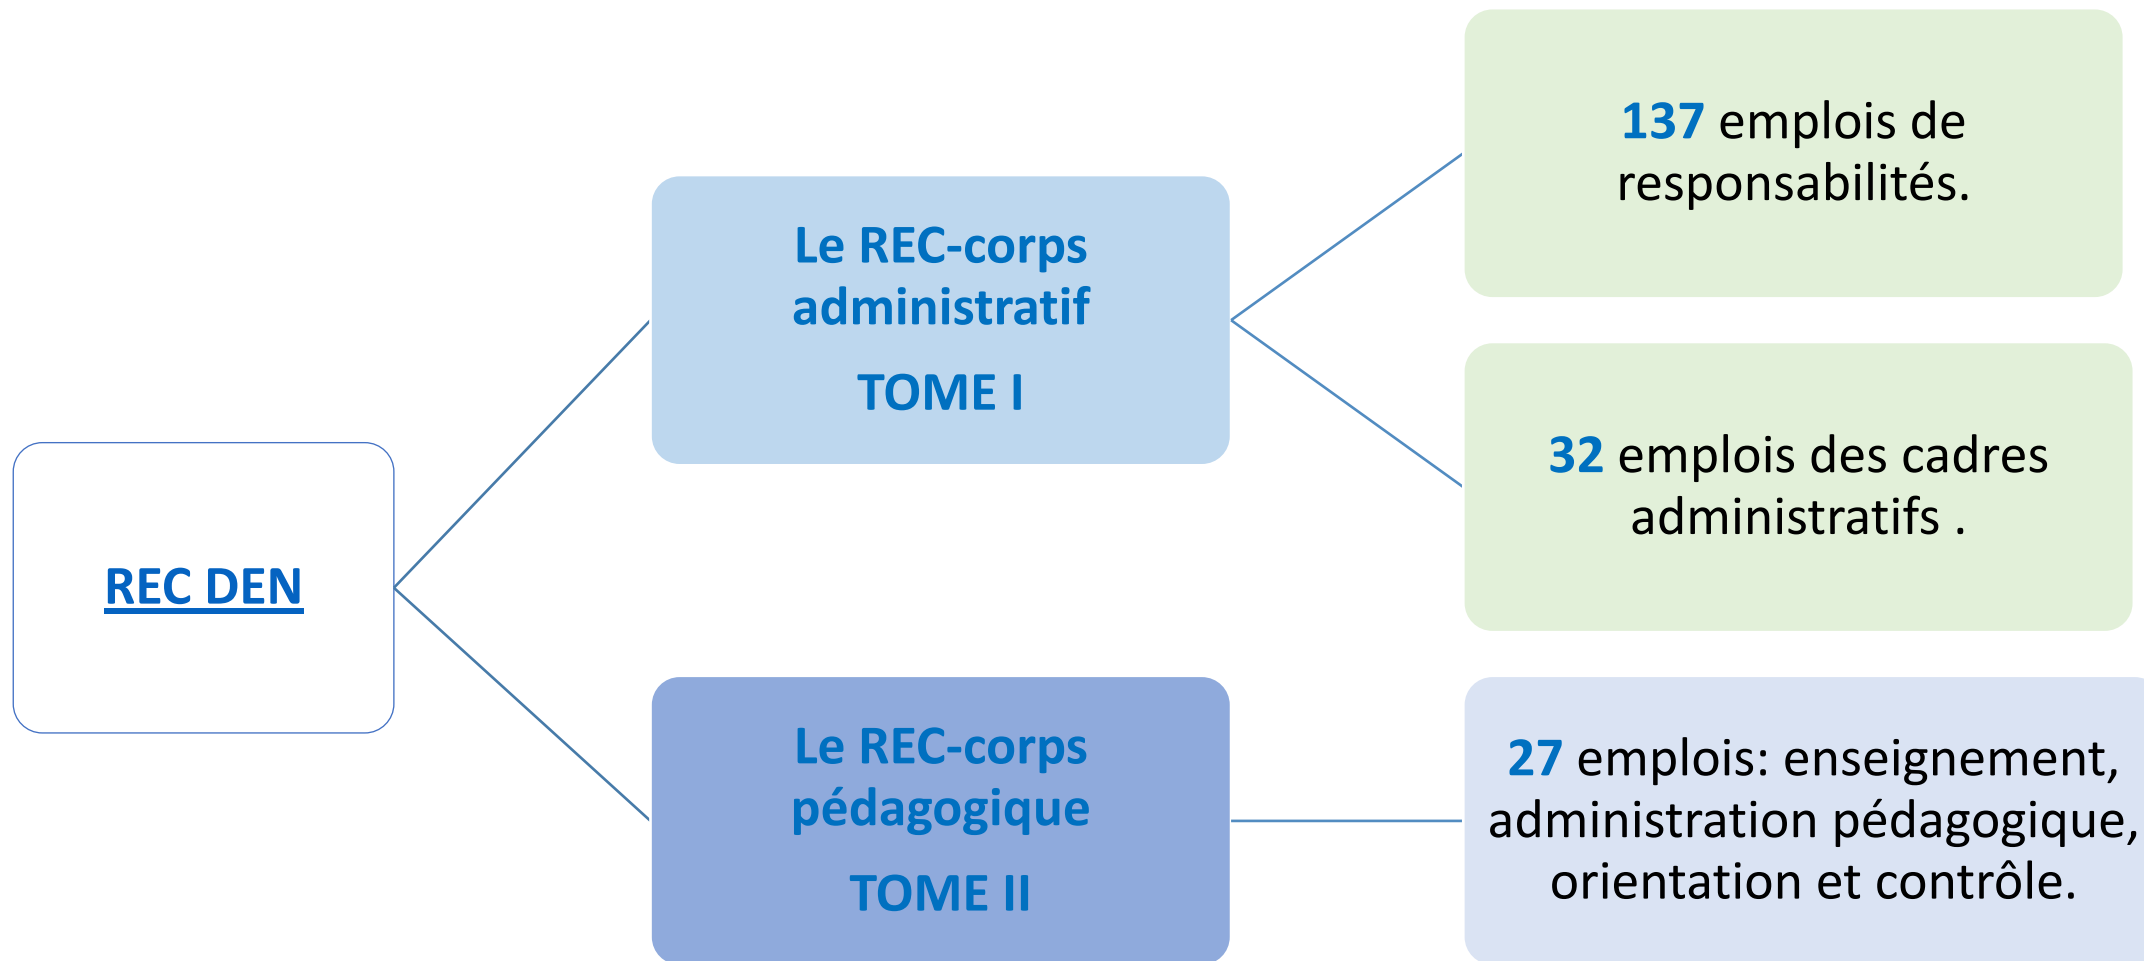 REC DEN
Le REC-corps
administratif
TOME I
137 emplois de
responsabilités.
32 emplois des cadres
administratifs .
Le REC-corps
pédagogique
TOME II
27 emplois: enseignement,
administration pédagogique,
orientation et contrôle.